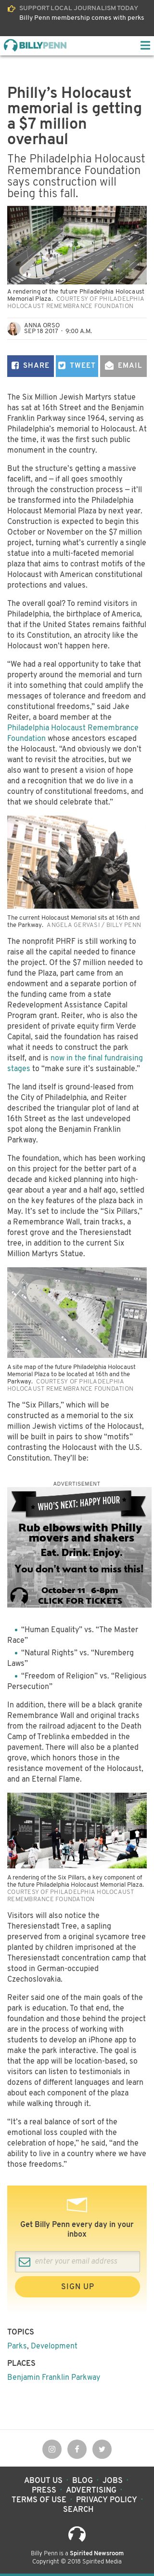 SUPPORT LOCAL JOURNALISM TODAY
Billy Penn membership comes with perks
BILLYPENN
Philly's Holocaust
memorial is getting
a $7 million
overhaul
The Philadelphia Holocaust
Remembrance Foundation
says construction will
being this fall.
A rendering of the future Philadelphia Holocaust
Memorial Plaza. COURTESY OF PHILADELPHIA
HOLOCAUST REMEMBRANCE FOUNDATION
ANNA ORSO
SEP 18 2017 · 9:00 A.M.
SHARE TWEET EMAIL
The Six Million Jewish Martyrs statue
has sat at 16th Street and the Benjamin
Franklin Parkway since 1964, serving as
Philadelphia's memorial to Holocaust. At
the time, it was the first such public
monument in the country.
But the structure's getting a massive
facelift, and — if all goes smoothly
through the construction process — it'll
be transformed into the Philadelphia
Holocaust Memorial Plaza by next year.
Construction is expected to begin this
October or November on the $7 million
project, turning what's currently a single
statue into a multi-faceted memorial
plaza that aims to contrast motifs of the
Holocaust with American constitutional
protections and values.
The overall goal? To remind visitors in
Philadelphia, the birthplace of America,
that if the United States remains faithful
to its Constitution, an atrocity like the
Holocaust won't happen here.
"We had a real opportunity to take that
project, beautify the memorial area and
turn it into something that could amplify the
messages of tolerance and freedom and
constitutional protections," said Jake
Reiter, a board member at the
Philadelphia Holocaust Remembrance
Foundation whose ancestors escaped
the Holocaust. "And obviously we don't
want to revisit the atrocities, but we
also wanted to provide a message of
hope and a recognition that we've come
a long way, and of freedoms,
constitutional and otherwise, that we
do have that we should celebrate that."
The current Holocaust Memorial sits at 16th and
the Parkway. ANGELA GERVASI / BILLY PENN
The nonprofit PHRF is still working to
raise all the capital needed to complete
the project. Of the $7 million needed to
fund the Plaza, part came from an
endowment and a separate portion of
funding came from a state
Redevelopment Assistance Capital
Program grant. Reiter, who is also the
president of private equity firm Verde
Capital, said that the foundation has
what it needs to construct the park
itself, and is now in the final fundraising
stages to "make sure it's sustainable."
The land itself is ground-leased from
the City of Philadelphia, and Reiter
described the triangular plot of land at
16th Street as the last undeveloped
plot along the Benjamin Franklin
Parkway.
The foundation, which has been working
on this project for the better part of a
decade and kicked it into high-gear
about a year and a half ago, settled
on a plan for the plaza late last year in
May. It's set to include the "Six Pillars,"
a Remembrance Wall, train tracks, a
forest grove and the Theresienstadt
tree, in addition to the current Six
Million Martyrs Statue.
A site map of the future Philadelphia Holocaust
Memorial Plaza to be located at 16th and the
Parkway. COURTESY OF PHILADELPHIA
HOLOCAUST REMEMBRANCE FOUNDATION
The "Six Pillars," which will be
constructed as a memorial to the six
million Jewish victims of the Holocaust,
will be built in pairs to show "motifs"
contrasting the Holocaust with the U.S.
Constitution. They'll be:
ADVERTISEMENT
WHO'S NEXT: HAPPY HOUR
Rub elbows with Philly
movers and shakers
Eat. Drink. Enjoy.
You don't want to miss this!
October 11 6-8pm
CLICK FOR TICKETS
• "Human Equality" vs. "The Master
Race"
• "Natural Rights" vs. "Nuremberg
Laws"
• "Freedom of Religion" vs. "Religious
Persecution"
In addition, there will be a black granite
Remembrance Wall and original tracks
from the railroad adjacent to the Death
Camp of Treblinka embedded in the
pavement. There will also be a planted
grove, which honors those in the
massive resistance of the Holocaust,
and an Eternal Flame.
A rendering of the Six Pillars, a key component of
the future Philadelphia Holocaust Memorial Plaza.
COURTESY OF PHILADELPHIA HOLOCAUST
REMEMBRANCE FOUNDATION
Visitors will also notice the
Theresienstadt Tree, a sapling
preserved from a original sycamore tree
planted by children imprisoned at the
Theresienstadt concentration camp that
stood in German-occupied
Czechoslovakia.
Reiter said one of the main goals of the
park is education. To that end, the
foundation and those behind the project
are in the process of working with
students to develop an iPhone app to
make the park interactive. The goal is
that the app will be location-based, so
visitors can listen to testimonials in
dozens of different languages and learn
about each of the park's components
while walking through it.
"It's a real balance of sort of the
emotional loss coupled with the
celebration of hope," he said, "and the
ability to live in a country where we have
those freedoms."
Get Billy Penn every day in your
inbox
enter your email address
SIGN UP
TOPICS
Parks, Development
PLACES
Benjamin Franklin Parkway
ABOUT US · BLOG · JOBS ·
PRESS · ADVERTISING ·
TERMS OF USE · PRIVACY POLICY ·
SEARCH
Billy Penn is a Spirited Newsroom
Copyright © 2018 Spirited Media